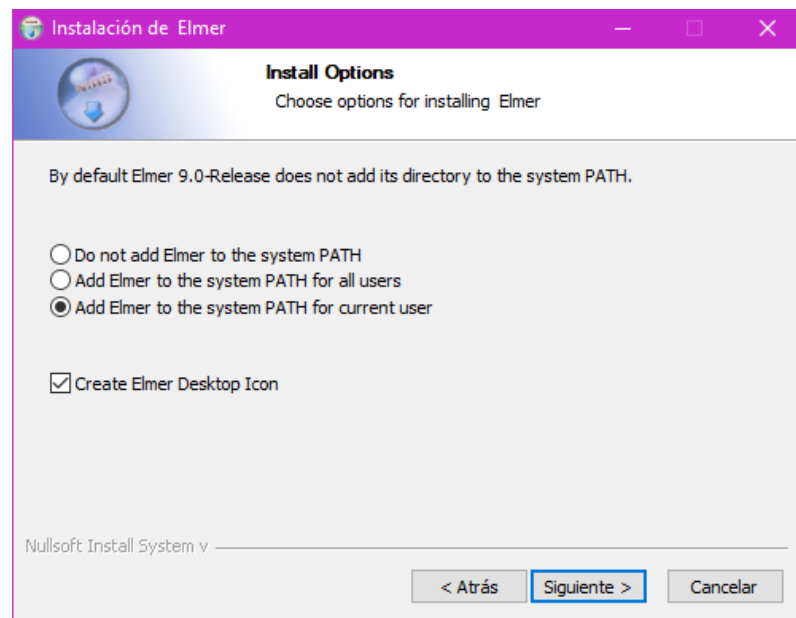 Instalación de Elmer
Install Options
Choose options for installing Elmer
By default Elmer 9.0-Release does not add its directory to the system PATH.
Do not add Elmer to the system PATH
Add Elmer to the system PATH for all users
Add Elmer to the system PATH for current user
Create Elmer Desktop Icon
Nullsoft Install System v
< Atrás
Siguiente >
Cancelar